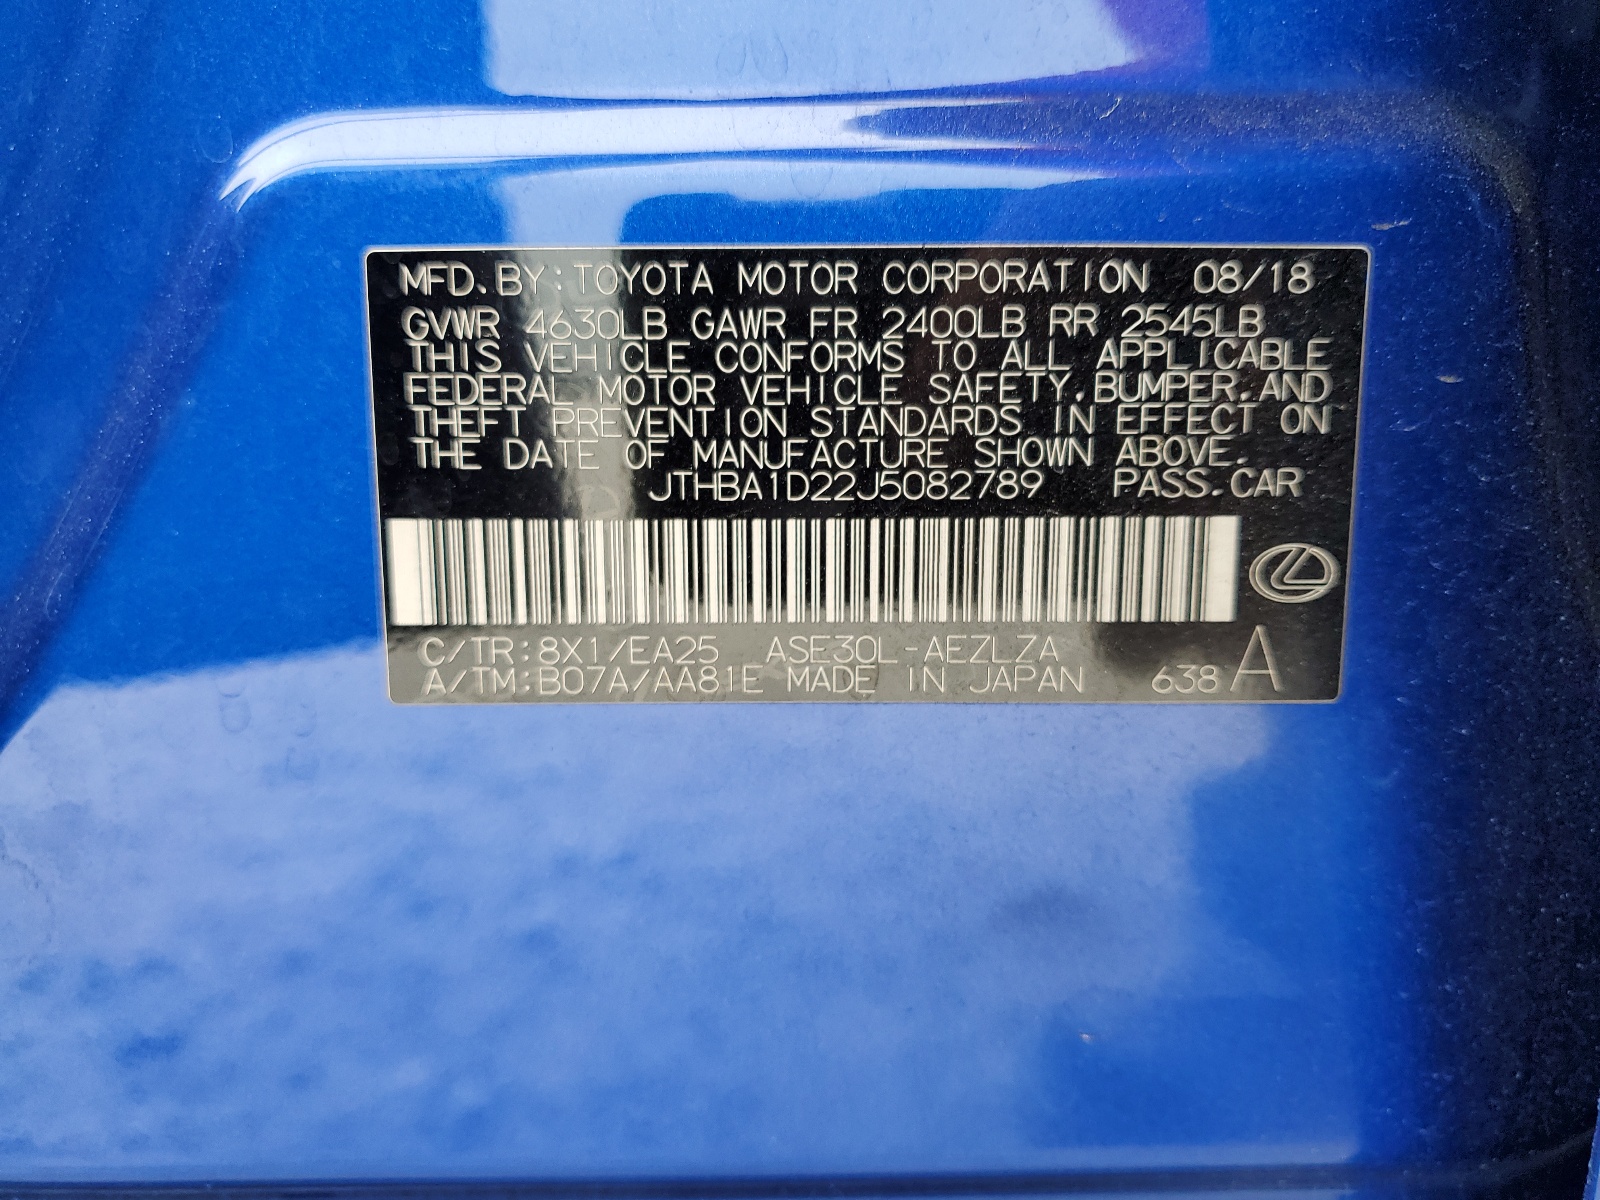 MFD. BY: TOYOTA MOTOR CORPORATION 08/18
GVWR 4630LB GAWR FR 2400LB RR 2545LB
THIS VEHICLE CONFORMS TO ALL APPLICABLE
FEDERAL MOTOR VEHICLE SAFETY, BUMPER, AND
THEFT PREVENTION STANDARDS IN EFFECT ON
THE DATE OF MANUFACTURE SHOWN ABOVE.
JTHBA1D22J5082789 PASS. CAR
C/TR: 8X1/EA25 ASE30L-AEZLZA
A/TM: B07A/AA81E MADE IN JAPAN 638 A